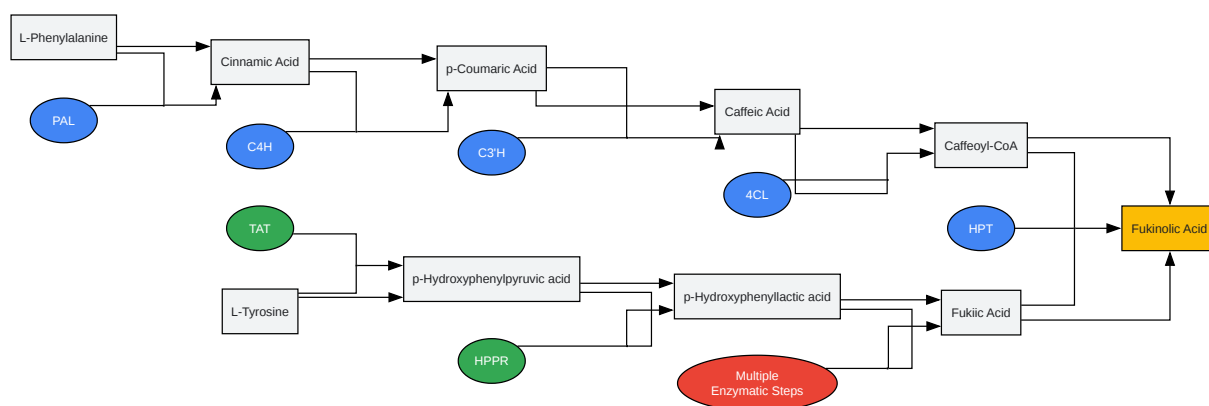 L-Phenylalanine
Cinnamic Acid
p-Coumaric Acid
Caffeic Acid
Caffeoyl-CoA
PAL
C4H
C3'H
4CL
HPT
Fukinolic Acid
TAT
L-Tyrosine
p-Hydroxyphenylpyruvic acid
p-Hydroxyphenyllactic acid
Fukiic Acid
HPPR
Multiple
Enzymatic Steps